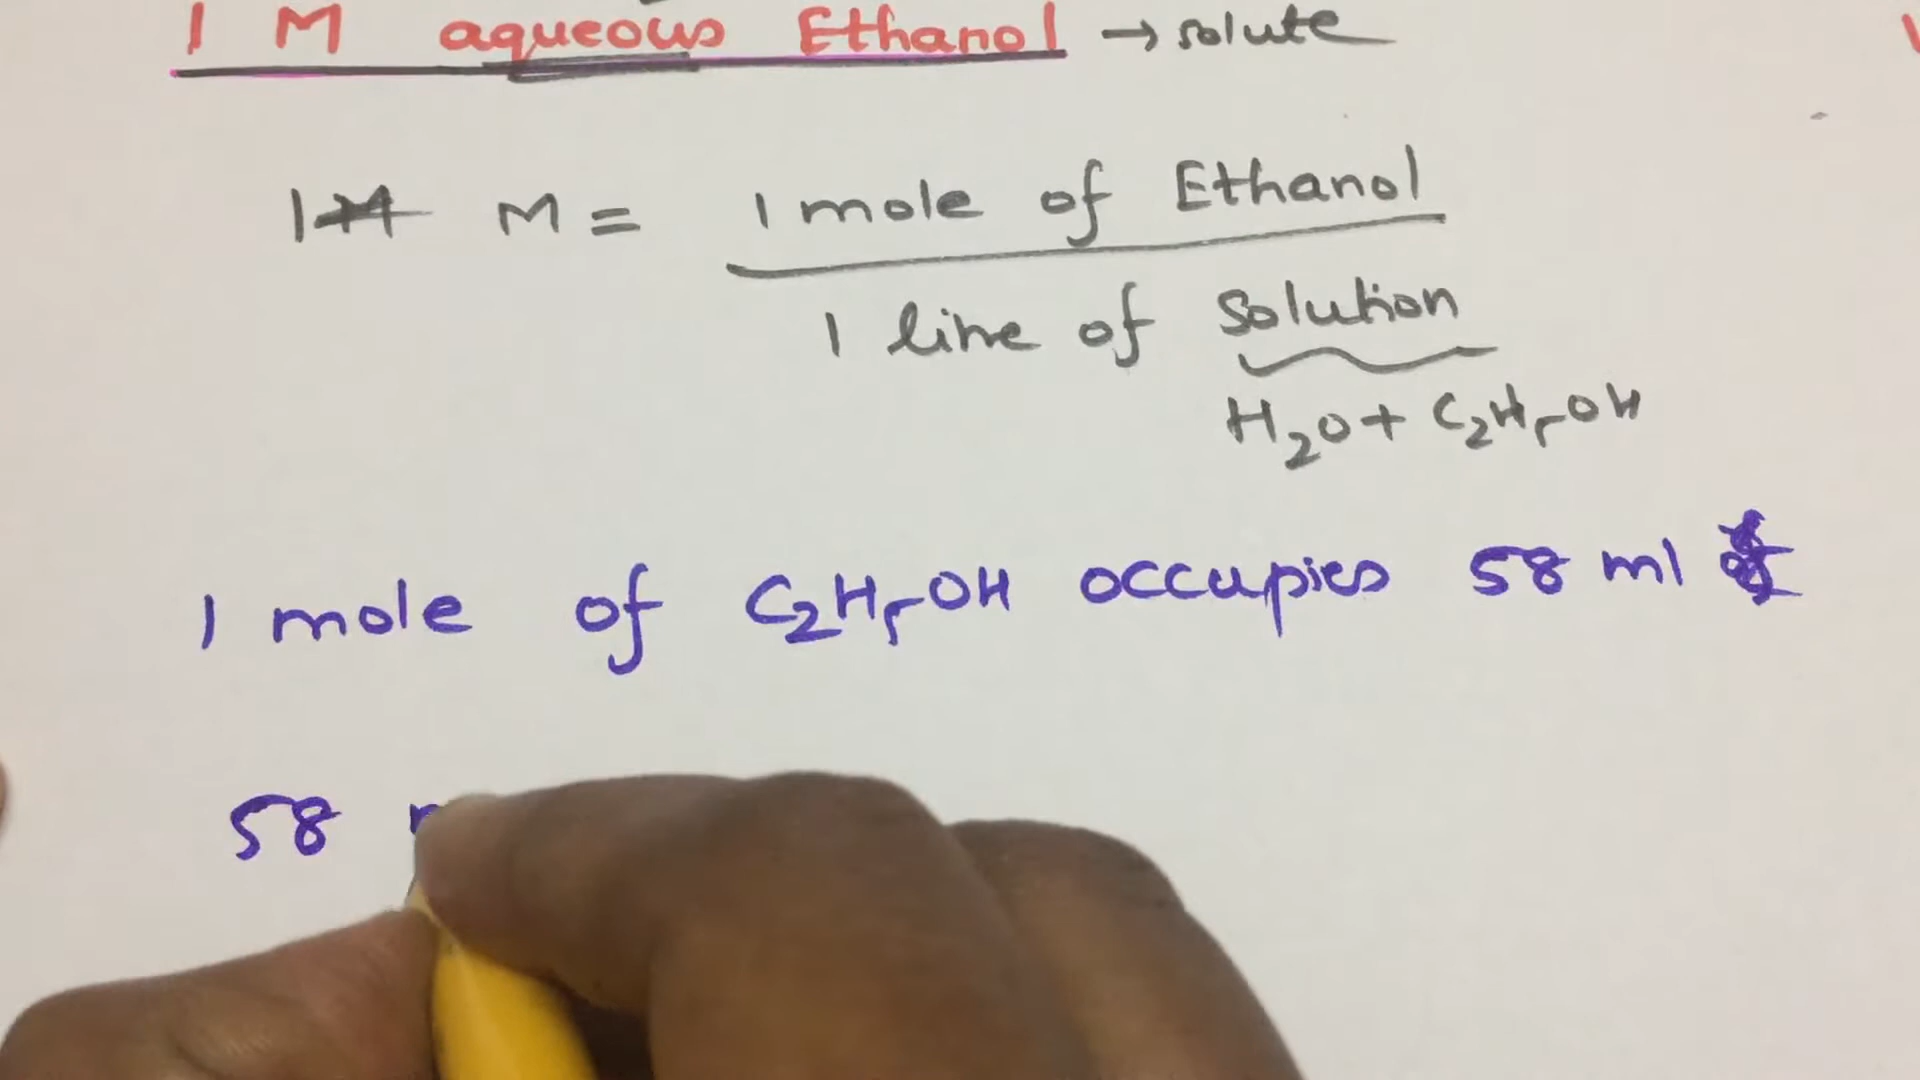 1 M aqueous Ethanol → solute
1 M = 1 mole of Ethanol
1 litre of Solution
H2O + C2H5OH
1 mole of C2H5OH occupies 58 ml
58